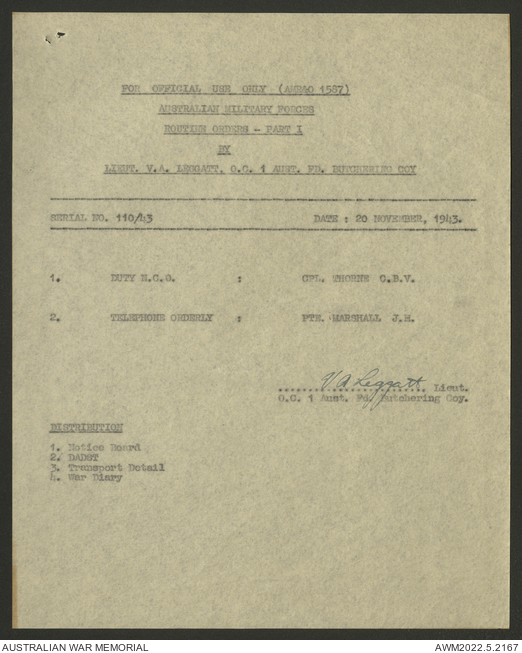 FOR OFFICIAL USE ONLY (AMR&O 1587)
AUSTRALIAN MILITARY FORCES
ROUTINE ORDERS - PART I
BY
LIEUT. V.A. LEGGATT, O.C. 1 AUST. FD. BUTCHERING COY
SERIAL NO. 110/43 DATE : 20 NOVEMBER, 1943.
1. DUTY N.C.O. : CPL. THORNE C.B.V.
2. TELEPHONE ORDERLY : PTE. MARSHALL J.H.
V A Leggatt Lieut.
O.C. 1 Aust. Fd. Butchering Coy.
DISTRIBUTION
1. Notice Board
2. DADST
3. Transport Detail
4. War Diary
AUSTRALIAN WAR MEMORIAL AWM2022.5.2167